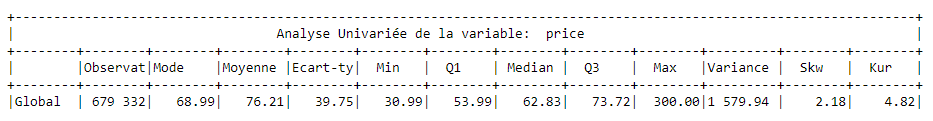 Analyse Univariée de la variable: price
|Observat|Mode |Moyenne |Ecart-ty| Min | Q1 | Median | Q3 | Max |Variance | Skw | Kur |
|Global | 679 332| 68.99| 76.21| 39.75| 30.99| 53.99| 62.83| 73.72| 300.00|1 579.94 | 2.18| 4.82|